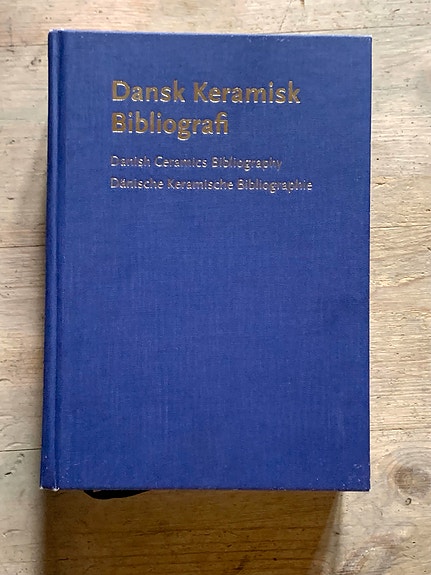 Dansk Keramisk
Bibliografi
Danish Ceramics Bibliography
Dänische Keramische Bibliographie